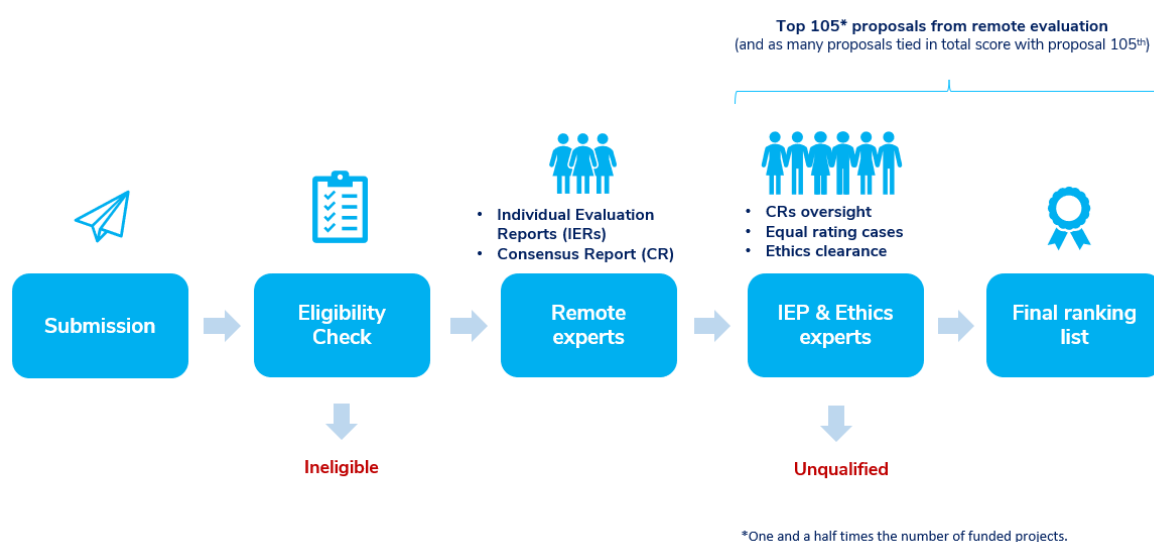 Top 105* proposals from remote evaluation
(and as many proposals tied in total score with proposal 105th)
• Individual Evaluation
Reports (IERs)
• Consensus Report (CR)
• CRs oversight
• Equal rating cases
• Ethics clearance
Submission
Eligibility
Check
Remote
experts
IEP & Ethics
experts
Final ranking
list
Ineligible
Unqualified
*One and a half times the number of funded projects.